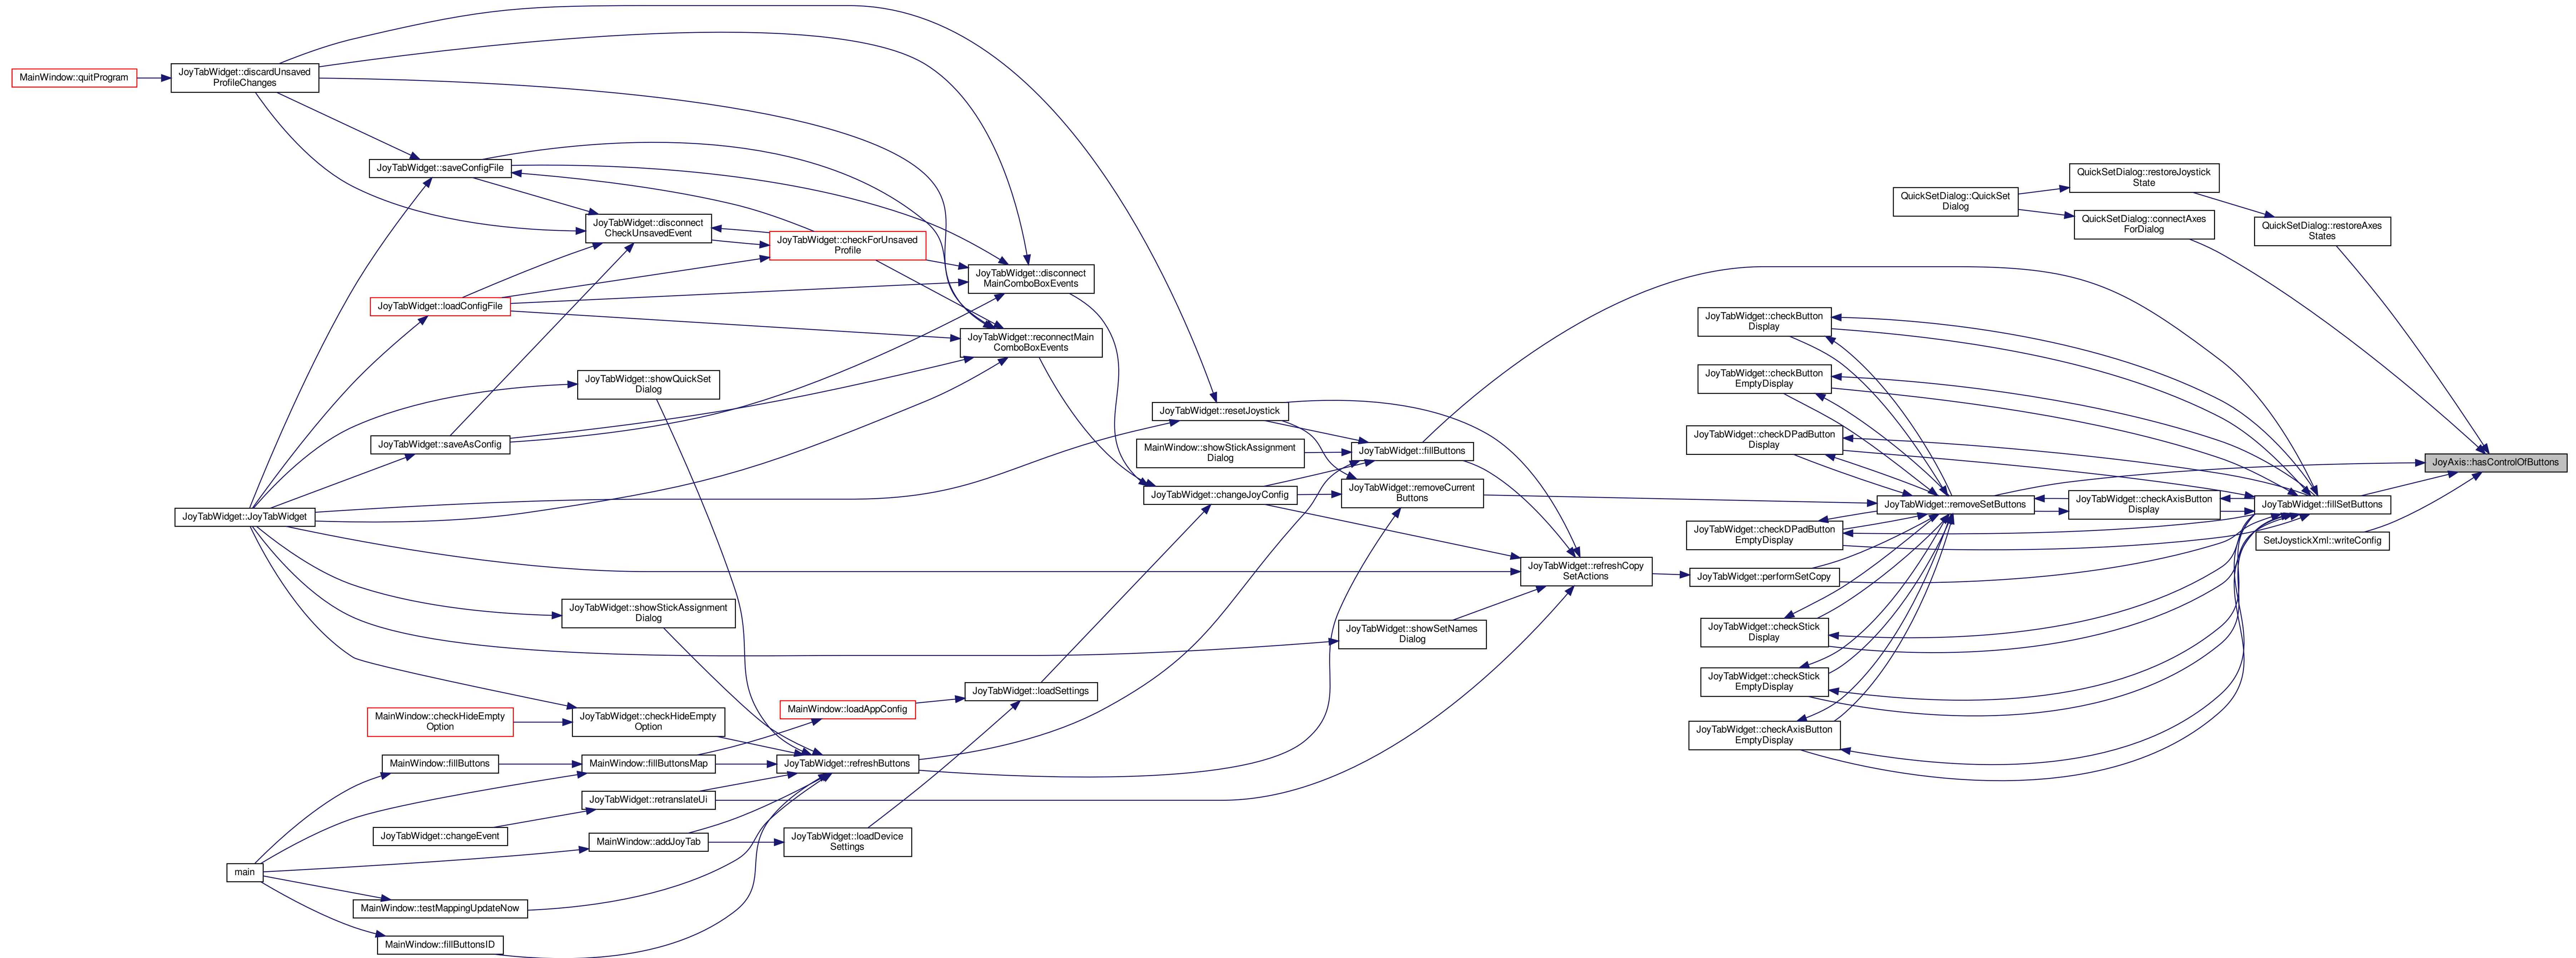 MainWindow::quitProgram
JoyTabWidget::discardUnsaved
ProfileChanges
JoyTabWidget::saveConfigFile
JoyTabWidget::disconnect
CheckUnsavedEvent
JoyTabWidget::checkForUnsaved
Profile
JoyTabWidget::disconnect
MainComboBoxEvents
JoyTabWidget::loadConfigFile
JoyTabWidget::reconnectMain
ComboBoxEvents
JoyTabWidget::showQuickSet
Dialog
JoyTabWidget::saveAsConfig
JoyTabWidget::JoyTabWidget
JoyTabWidget::resetJoystick
MainWindow::showStickAssignment
Dialog
JoyTabWidget::fillButtons
JoyTabWidget::changeJoyConfig
JoyTabWidget::removeCurrent
Buttons
JoyTabWidget::refreshCopy
SetActions
JoyTabWidget::showStickAssignment
Dialog
JoyTabWidget::showSetNames
Dialog
JoyTabWidget::loadSettings
MainWindow::loadAppConfig
MainWindow::checkHideEmpty
Option
JoyTabWidget::checkHideEmpty
Option
MainWindow::fillButtons
MainWindow::fillButtonsMap
JoyTabWidget::refreshButtons
JoyTabWidget::retranslateUi
JoyTabWidget::changeEvent
MainWindow::addJoyTab
JoyTabWidget::loadDevice
Settings
main
MainWindow::testMappingUpdateNow
MainWindow::fillButtonsID
QuickSetDialog::QuickSet
Dialog
QuickSetDialog::restoreJoystick
State
QuickSetDialog::connectAxes
ForDialog
QuickSetDialog::restoreAxes
States
JoyTabWidget::checkButton
Display
JoyTabWidget::checkButton
EmptyDisplay
JoyTabWidget::checkDPadButton
Display
JoyTabWidget::removeSetButtons
JoyTabWidget::checkAxisButton
Display
JoyTabWidget::fillSetButtons
JoyAxis::hasControlOfButtons
JoyTabWidget::checkDPadButton
EmptyDisplay
SetJoystickXml::writeConfig
JoyTabWidget::performSetCopy
JoyTabWidget::checkStick
Display
JoyTabWidget::checkStick
EmptyDisplay
JoyTabWidget::checkAxisButton
EmptyDisplay